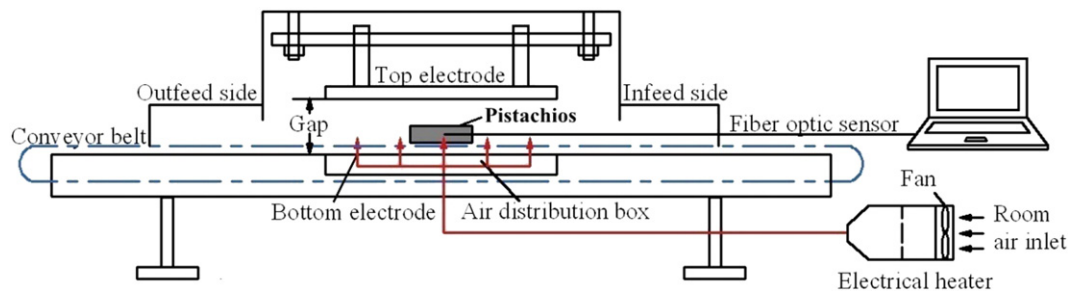 Top electrode
Outfeed side
Infeed side
Gap
Pistachios
Conveyor belt
Fiber optic sensor
Fan
Bottom electrode
Air distribution box
Room
air inlet
Electrical heater